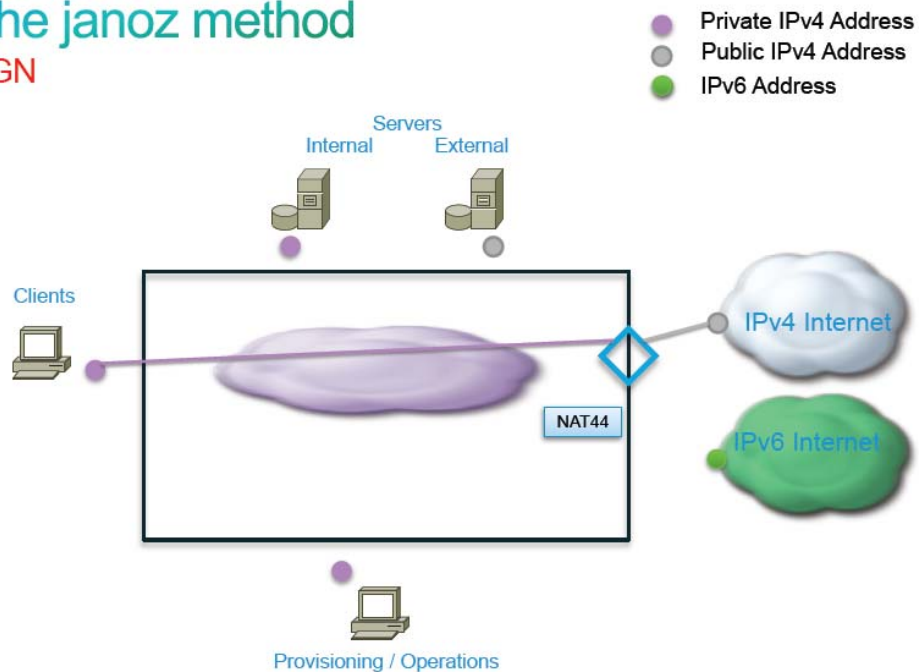 he janoz method
GN
Private IPv4 Address
Public IPv4 Address
IPv6 Address
Servers
Internal External
Clients
IPv4 Internet
NAT44
IPv6 Internet
Provisioning / Operations